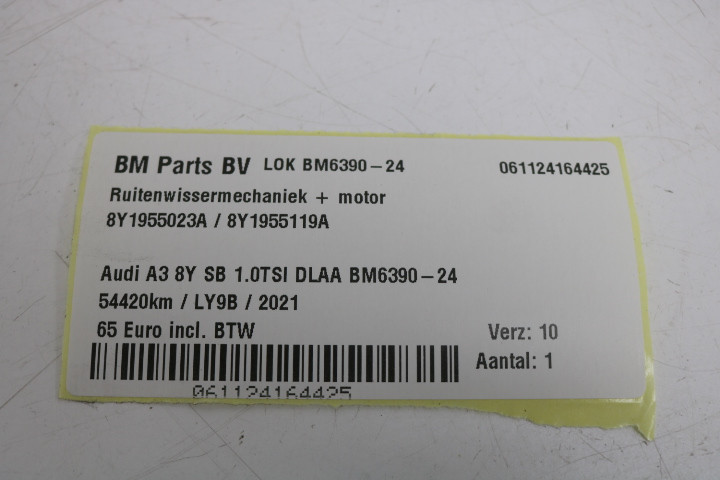 BM Parts BV LOK BM6390-24 061124164425
Ruitenwissermechaniek + motor
8Y1955023A / 8Y1955119A
Audi A3 8Y SB 1.0TSI DLAA BM6390-24
54420km / LY9B / 2021
65 Euro incl. BTW Verz: 10
Aantal: 1
061124164425